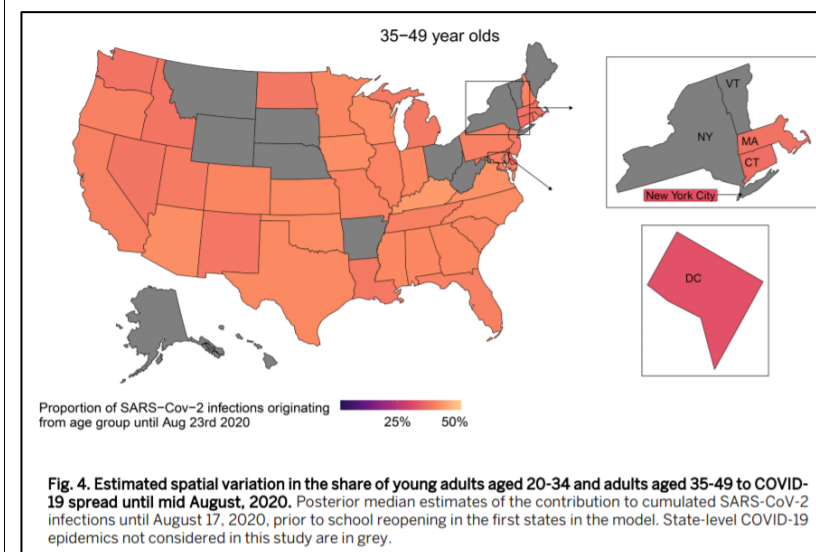 35−49 year olds
VT
NY
MA
CT
New York City
DC
Proportion of SARS−Cov−2 infections originating
from age group until Aug 23rd 2020
25% 50%
Fig. 4. Estimated spatial variation in the share of young adults aged 20-34 and adults aged 35-49 to COVID-
19 spread until mid August, 2020. Posterior median estimates of the contribution to cumulated SARS-CoV-2
infections until August 17, 2020, prior to school reopening in the first states in the model. State-level COVID-19
epidemics not considered in this study are in grey.